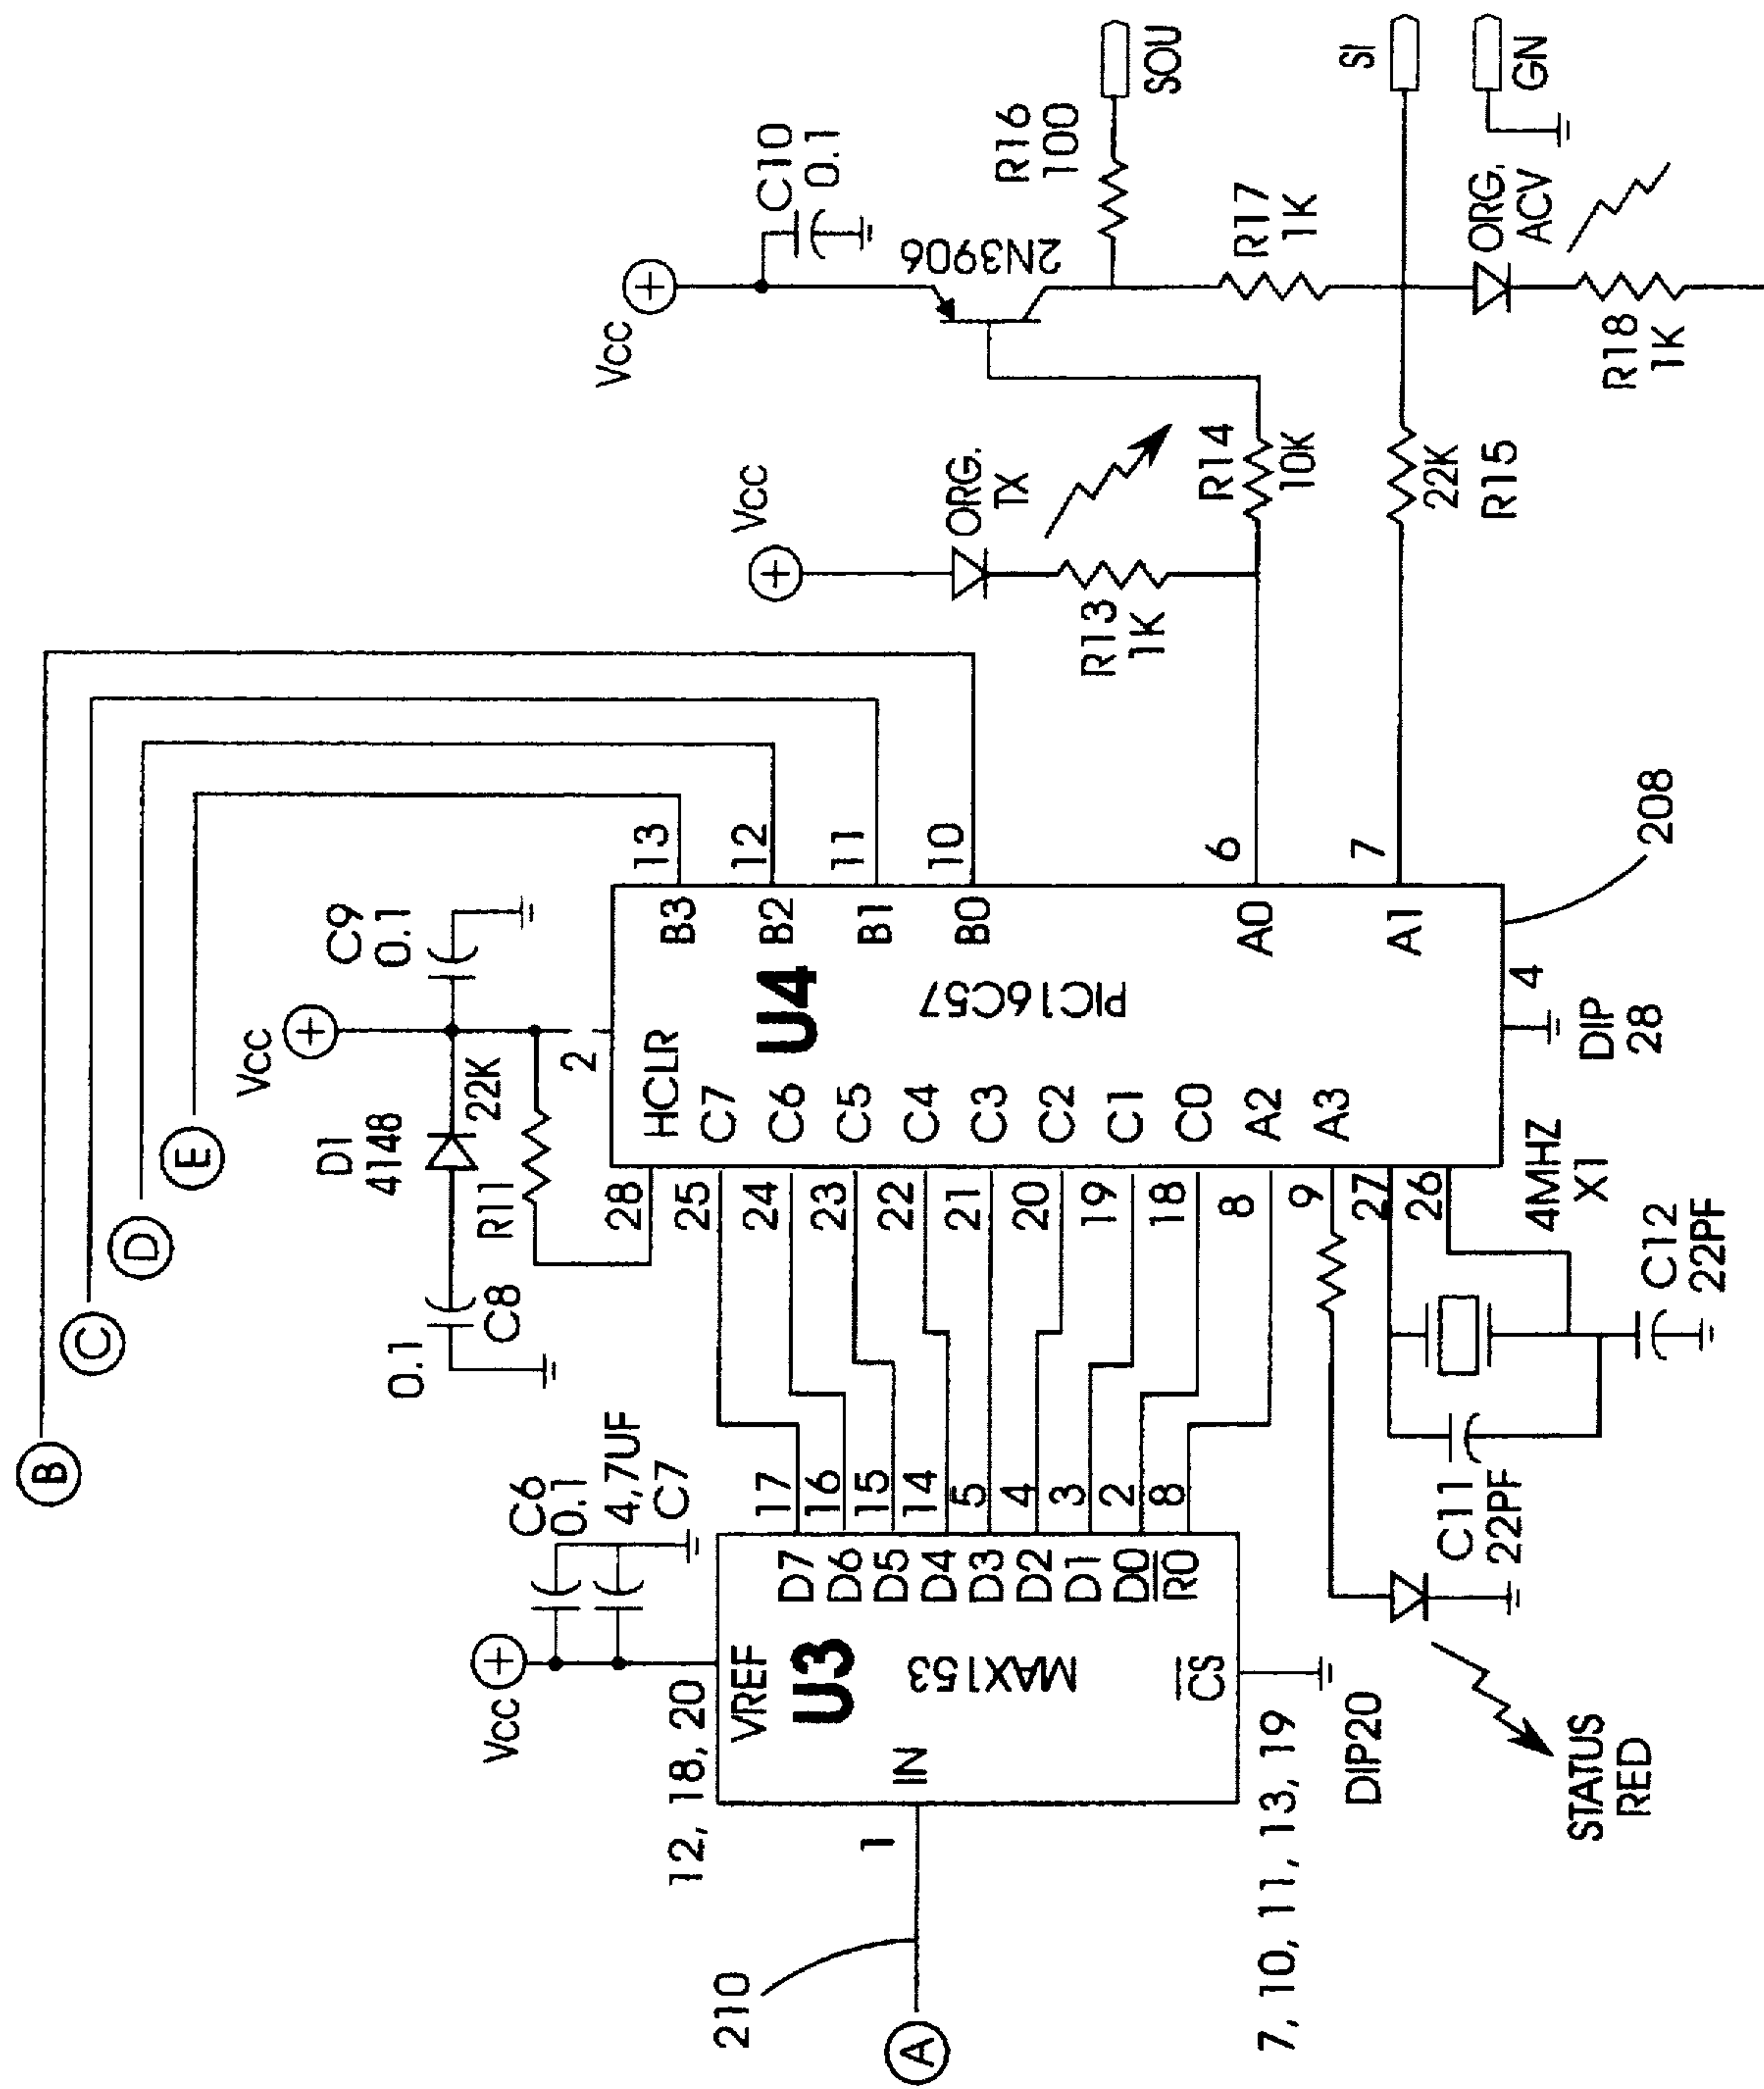 B
C
D
E
A
210
Vcc
C6
0.1
4,7UF
C7
12, 18, 20
VREF
U3
MAX153
IN
1
CS
7, 10, 11, 13, 19
DIP20
D7
D6
D5
D4
D3
D2
D1
D0
RO
17
16
15
14
5
4
3
2
8
0.1
C8
D1
4148
R11
22K
Vcc
C9
0.1
2
28
25
24
23
22
21
20
19
18
8
9
27
26
HCLR
C7
C6
C5
C4
C3
C2
C1
C0
A2
A3
U4
PIC16C57
B3
B2
B1
B0
A0
A1
13
12
11
10
6
7
4
DIP
28
208
4MHZ
X1
C11
22PF
C12
22PF
STATUS
RED
Vcc
ORG.
TX
R13
1K
R14
10K
22K
R15
Vcc
C10
0.1
2N3906
R16
100
SOU
R17
1K
SI
GN
ORG.
ACV
R18
1K